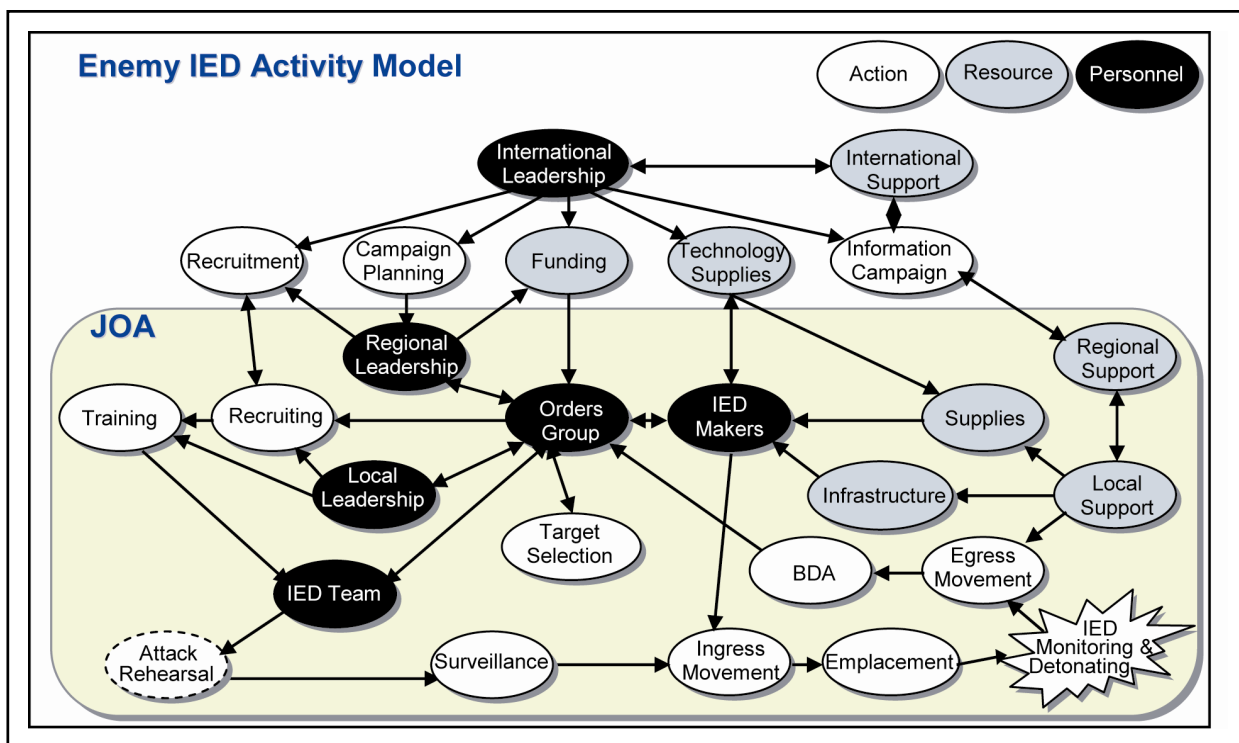 Enemy IED Activity Model
Action
Resource
Personnel
International
Leadership
International
Support
Recruitment
Campaign
Planning
Funding
Technology
Supplies
Information
Campaign
JOA
Regional
Leadership
Regional
Support
Training
Recruiting
Orders
Group
IED
Makers
Supplies
Local
Leadership
Infrastructure
Local
Support
Target
Selection
BDA
Egress
Movement
IED Team
Attack
Rehearsal
Surveillance
Ingress
Movement
Emplacement
IED
Monitoring &
Detonating